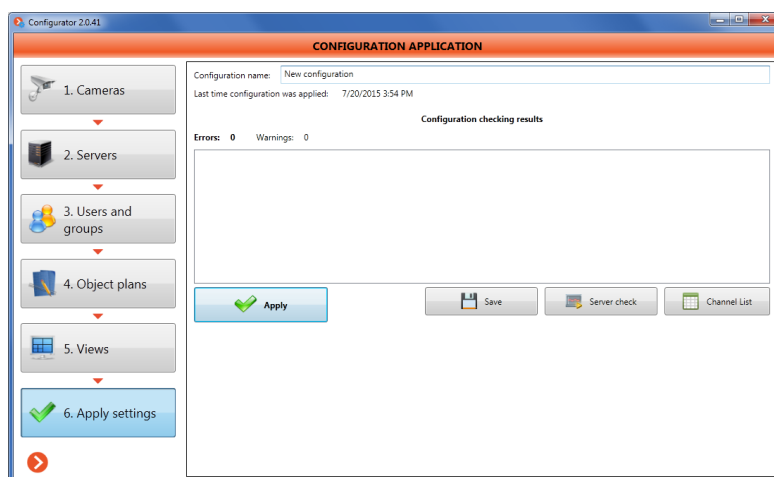 Configurator 2.0.41
CONFIGURATION APPLICATION
1. Cameras
2. Servers
3. Users and
groups
4. Object plans
5. Views
6. Apply settings
Configuration name: New configuration
Last time configuration was applied: 7/20/2015 3:54 PM
Configuration checking results
Errors: 0 Warnings: 0
Apply
Save
Server check
Channel List